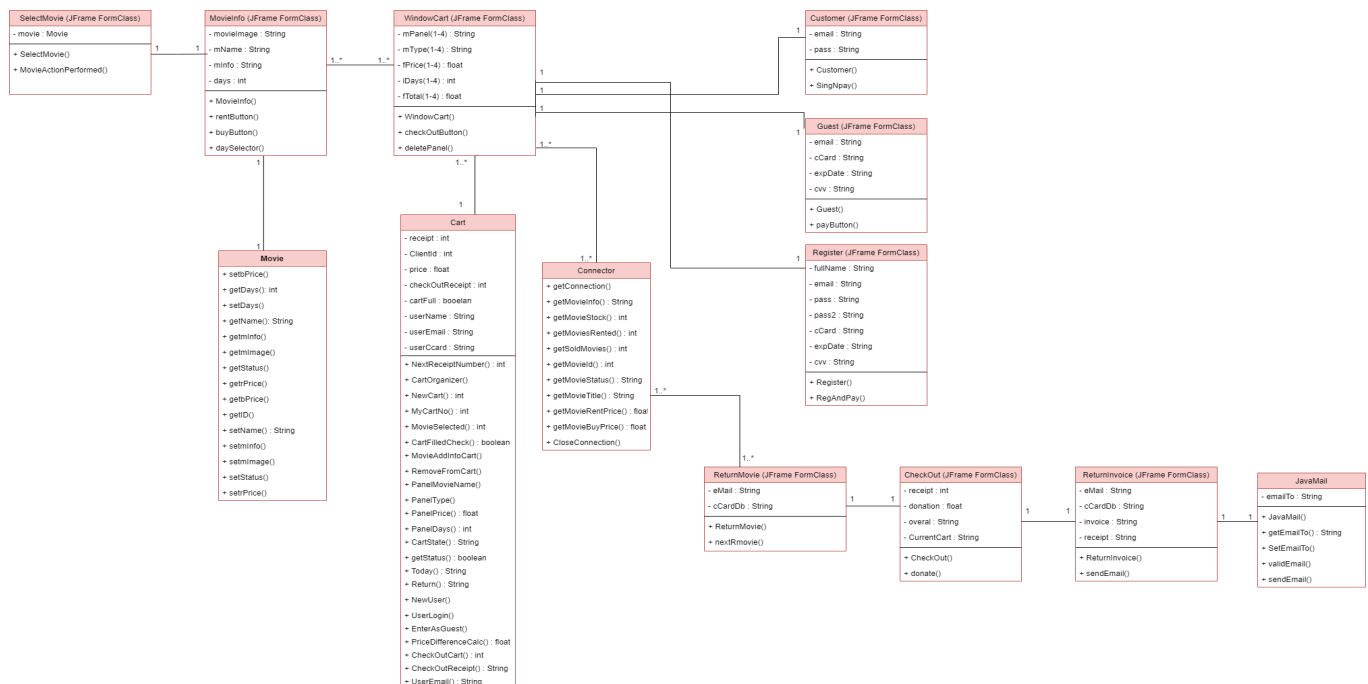 SelectMovie (JFrame FormClass)
- movie : Movie
+ SelectMovie()
+ MovieActionPerformed()
1
1
MovieInfo (JFrame FormClass)
- movieImage : String
- mName : String
- mInfo : String
- days : int
+ MovieInfo()
+ rentButton()
+ buyButton()
+ daySelector()
1..*
1..*
1
1
WindowCart (JFrame FormClass)
- mPanel(1-4) : String
- mType(1-4) : String
- fPrice(1-4) : float
- iDays(1-4) : int
- fTotal(1-4) : float
+ WindowCart()
+ checkOutButton()
+ deletePanel()
1
1
1
1..*
1..*
1
1..*
1
1
1
Customer (JFrame FormClass)
- email : String
- pass : String
+ Customer()
+ SingNpay()
Guest (JFrame FormClass)
- email : String
- cCard : String
- expDate : String
- cvv : String
+ Guest()
+ payButton()
Register (JFrame FormClass)
- fullName : String
- email : String
- pass : String
- pass2 : String
- cCard : String
- expDate : String
- cvv : String
+ Register()
+ RegAndPay()
Movie
+ setbPrice()
+ getDays(): int
+ setDays()
+ getName(): String
+ getmInfo()
+ getmImage()
+ getStatus()
+ getrPrice()
+ getbPrice()
+ getID()
+ setName() : String
+ setmInfo()
+ setmImage()
+ setStatus()
+ setrPrice()
Cart
- receipt : int
- ClientId : int
- price : float
- checkOutReceipt : int
- cartFull : booelan
- userName : String
- userEmail : String
- userCcard : String
+ NextReceiptNumber() : int
+ CartOrganizer()
+ NewCart() : int
+ MyCartNo() : int
+ MovieSelected() : int
+ CartFilledCheck() : boolean
+ MovieAddIntoCart()
+ RemoveFromCart()
+ PanelMovieName()
+ PanelType()
+ PanelPrice() : float
+ PanelDays() : int
+ CartState() : String
+ getStatus() : boolean
+ Today() : String
+ Return() : String
+ NewUser()
+ UserLogin()
+ EnterAsGuest()
+ PriceDifferenceCalc() : float
+ CheckOutCart() : int
+ CheckOutReceipt() : String
+ UserEmail() : String
Connector
+ getConnection()
+ getMovieInfo() : String
+ getMovieStock() : int
+ getMoviesRented() : int
+ getSoldMovies() : int
+ getMovieId() : int
+ getMovieStatus() : String
+ getMovieTitle() : String
+ getMovieRentPrice() : float
+ getMovieBuyPrice() : float
+ CloseConnection()
1..*
1..*
ReturnMovie (JFrame FormClass)
- eMail : String
- cCardDb : String
+ ReturnMovie()
+ nextRmovie()
1
1
CheckOut (JFrame FormClass)
- receipt : int
- donation : float
- overal : String
- CurrentCart : String
+ CheckOut()
+ donate()
1
1
ReturnInvoice (JFrame FormClass)
- eMail : String
- cCardDb : String
- invoice : String
- receipt : String
+ ReturnInvoice()
+ sendEmail()
1
1
JavaMail
- emailTo : String
+ JavaMail()
+ getEmailTo() : String
+ SetEmailTo()
+ validEmail()
+ sendEmail()